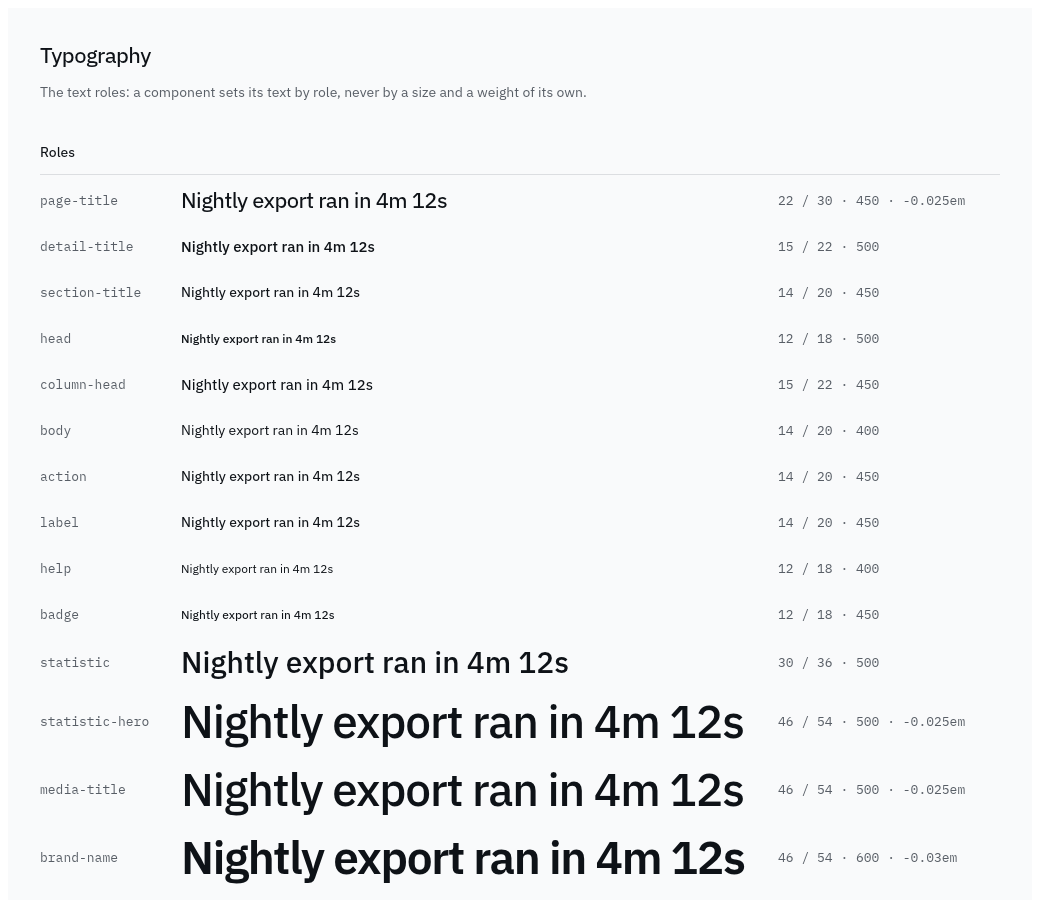 Typography
The text roles: a component sets its text by role, never by a size and a weight of its own.
Roles
page-title Nightly export ran in 4m 12s 22 / 30 · 450 · -0.025em
detail-title Nightly export ran in 4m 12s 15 / 22 · 500
section-title Nightly export ran in 4m 12s 14 / 20 · 450
head Nightly export ran in 4m 12s 12 / 18 · 500
column-head Nightly export ran in 4m 12s 15 / 22 · 450
body Nightly export ran in 4m 12s 14 / 20 · 400
action Nightly export ran in 4m 12s 14 / 20 · 450
label Nightly export ran in 4m 12s 14 / 20 · 450
help Nightly export ran in 4m 12s 12 / 18 · 400
badge Nightly export ran in 4m 12s 12 / 18 · 450
statistic Nightly export ran in 4m 12s 30 / 36 · 500
statistic-hero Nightly export ran in 4m 12s 46 / 54 · 500 · -0.025em
media-title Nightly export ran in 4m 12s 46 / 54 · 500 · -0.025em
brand-name Nightly export ran in 4m 12s 46 / 54 · 600 · -0.03em